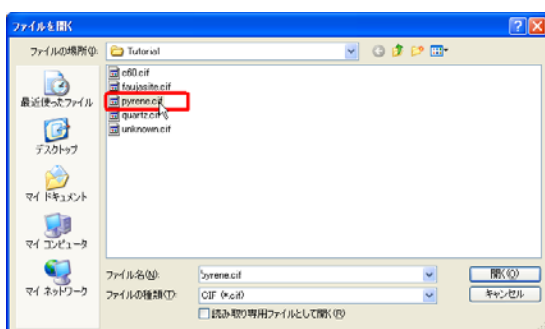 ファイルを開く
ファイルの場所(I):
Tutorial
c60.cif
faujasite.cif
pyrene.cif
quartz.cif
unknown.cif
最近使ったファイル
デスクトップ
マイ ドキュメント
マイ コンピュータ
マイ ネットワーク
ファイル名(N):
pyrene.cif
開く(O)
ファイルの種類(T):
CIF (*.cif)
キャンセル
読み取り専用ファイルとして開く(R)